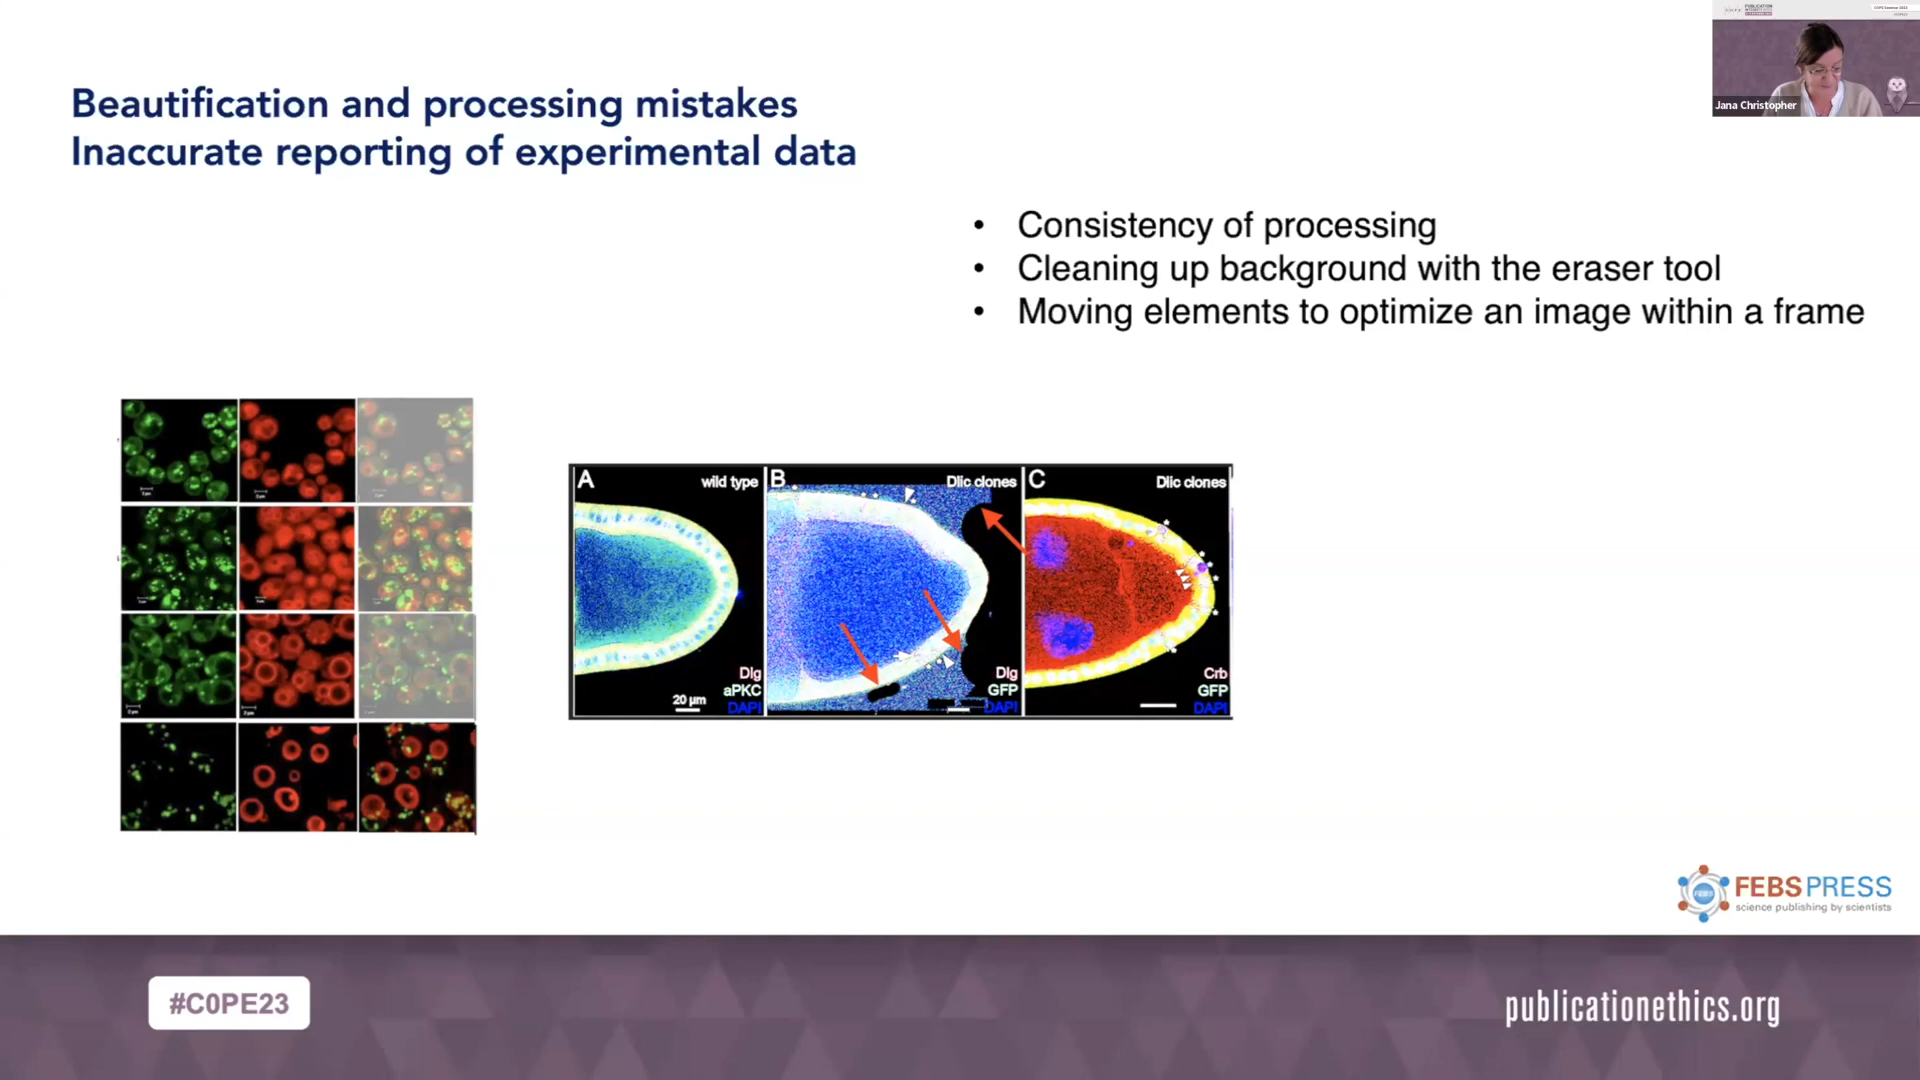 Beautification and processing mistakes
Inaccurate reporting of experimental data
PUBLICATION
Jana Christopher
• Consistency of processing
• Cleaning up background with the eraser tool
• Moving elements to optimize an image within a frame
A
wild type
Dlg
aPKC
20 µm
DAPI
B
Dlic clones
Dlg
GFP
DAPI
C
Dlic clones
Crb
GFP
DAPI
FEBS PRESS
science publishing by scientists
#C0PE23
publicationethics.org